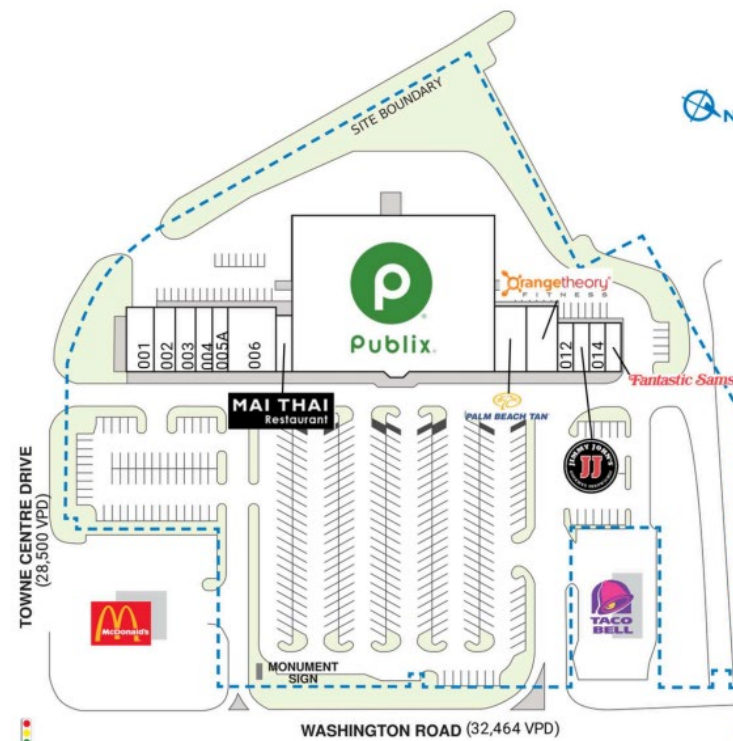 SITE BOUNDARY
N
P
Publix
orangetheory
FITNESS
001
002
003
004
005A
006
012
014
Fantastic Sams
MAI THAI
Restaurant
PALM BEACH TAN
JIMMY JOHN'S
JJ
TOWNE CENTRE DRIVE
(28,500 VPD)
McDonald's
TACO
BELL
MONUMENT
SIGN
WASHINGTON ROAD (32,464 VPD)